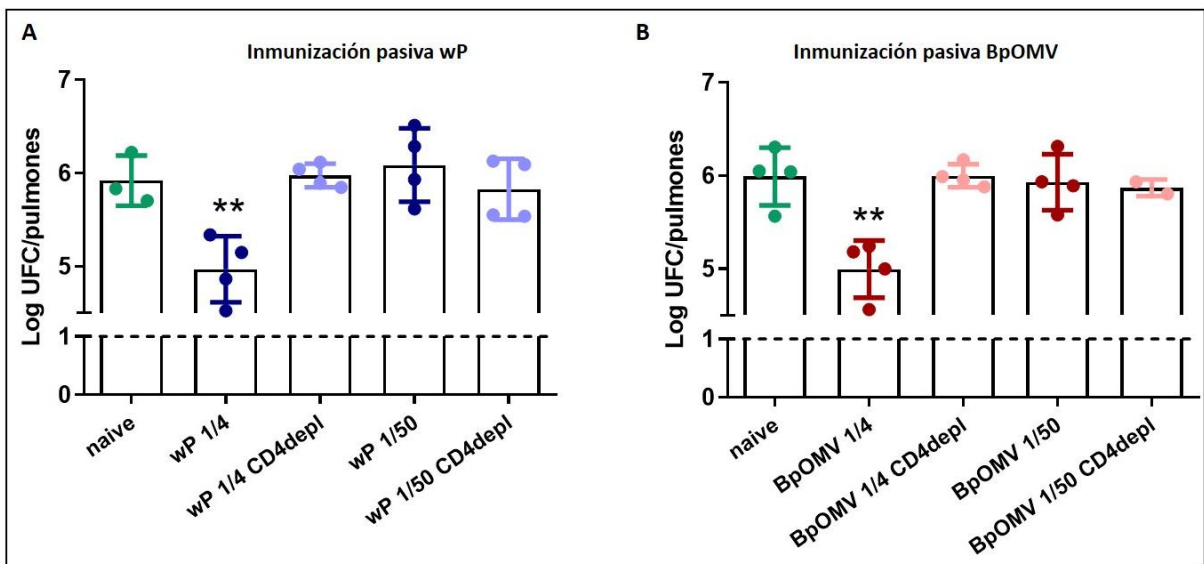 A
Inmunización pasiva wP
Log UFC/pulmones
7
6
5
1
0
**
naive
wP 1/4
wP 1/4 CD4depl
wP 1/50
wP 1/50 CD4depl
B
Inmunización pasiva BpOMV
Log UFC/pulmones
7
6
5
1
0
**
naive
BpOMV 1/4
BpOMV 1/4 CD4depl
BpOMV 1/50
BpOMV 1/50 CD4depl